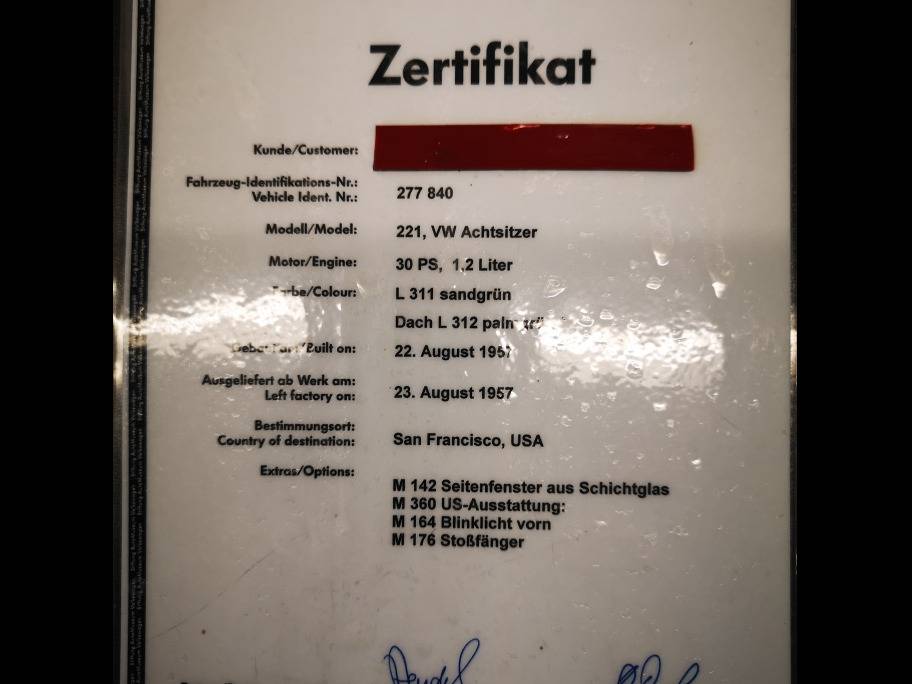 Zertifikat
Kunde/Customer:
Fahrzeug-Identifikations-Nr.:
Vehicle Ident. Nr.: 277 840
Modell/Model: 221, VW Achtsitzer
Motor/Engine: 30 PS, 1,2 Liter
Farbe/Colour: L 311 sandgrün
Dach L 312 palmgrün
Built on: 22. August 1957
Ausgeliefert ab Werk am:
Left factory on: 23. August 1957
Bestimmungsort:
Country of destination: San Francisco, USA
Extras/Options:
M 142 Seitenfenster aus Schichtglas
M 360 US-Ausstattung:
M 164 Blinklicht vorn
M 176 Stoßfänger